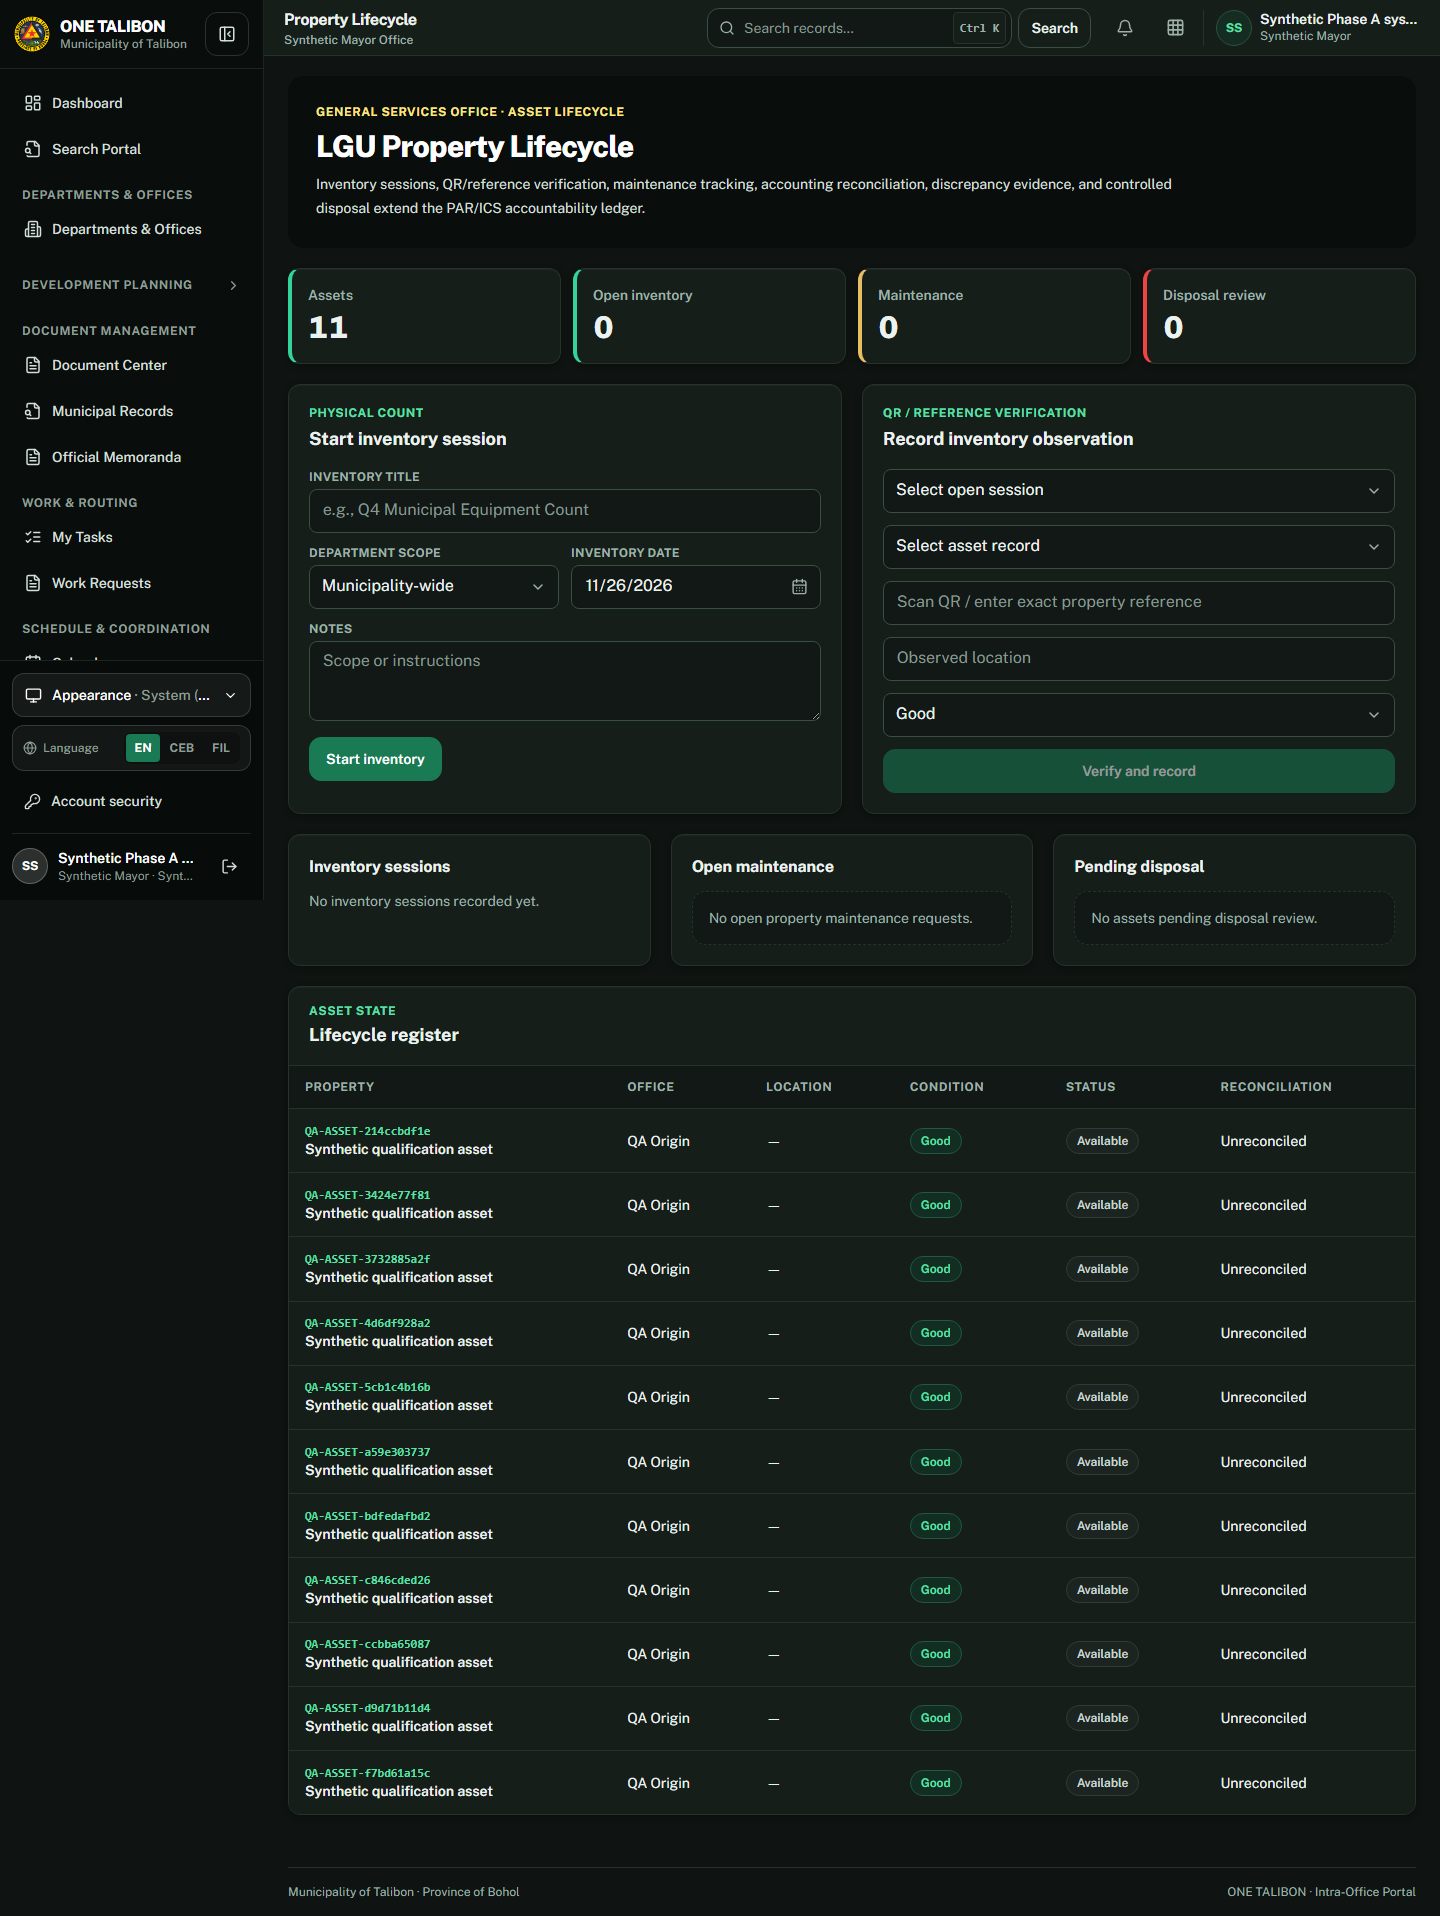 ONE TALIBON
Municipality of Talibon
Dashboard
Search Portal
DEPARTMENTS & OFFICES
Departments & Offices
DEVELOPMENT PLANNING
DOCUMENT MANAGEMENT
Document Center
Municipal Records
Official Memoranda
WORK & ROUTING
My Tasks
Work Requests
SCHEDULE & COORDINATION
Appearance · System (...
Language EN CEB FIL
Account security
SS Synthetic Phase A ...
Synthetic Mayor · Synt...
Property Lifecycle
Synthetic Mayor Office
Search records... Ctrl K Search
SS Synthetic Phase A sys...
Synthetic Mayor
GENERAL SERVICES OFFICE · ASSET LIFECYCLE
LGU Property Lifecycle
Inventory sessions, QR/reference verification, maintenance tracking, accounting reconciliation, discrepancy evidence, and controlled
disposal extend the PAR/ICS accountability ledger.
Assets
11
Open inventory
0
Maintenance
0
Disposal review
0
PHYSICAL COUNT
Start inventory session
INVENTORY TITLE
e.g., Q4 Municipal Equipment Count
DEPARTMENT SCOPE INVENTORY DATE
Municipality-wide 11/26/2026
NOTES
Scope or instructions
Start inventory
QR / REFERENCE VERIFICATION
Record inventory observation
Select open session
Select asset record
Scan QR / enter exact property reference
Observed location
Good
Verify and record
Inventory sessions
No inventory sessions recorded yet.
Open maintenance
No open property maintenance requests.
Pending disposal
No assets pending disposal review.
ASSET STATE
Lifecycle register
PROPERTY OFFICE LOCATION CONDITION STATUS RECONCILIATION
QA-ASSET-214ccbdf1e
Synthetic qualification asset QA Origin — Good Available Unreconciled
QA-ASSET-3424e77f81
Synthetic qualification asset QA Origin — Good Available Unreconciled
QA-ASSET-3732885a2f
Synthetic qualification asset QA Origin — Good Available Unreconciled
QA-ASSET-4d6df928a2
Synthetic qualification asset QA Origin — Good Available Unreconciled
QA-ASSET-5cb1c4b16b
Synthetic qualification asset QA Origin — Good Available Unreconciled
QA-ASSET-a59e303737
Synthetic qualification asset QA Origin — Good Available Unreconciled
QA-ASSET-bdfedafbd2
Synthetic qualification asset QA Origin — Good Available Unreconciled
QA-ASSET-c846cded26
Synthetic qualification asset QA Origin — Good Available Unreconciled
QA-ASSET-ccbba65087
Synthetic qualification asset QA Origin — Good Available Unreconciled
QA-ASSET-d9d71b11d4
Synthetic qualification asset QA Origin — Good Available Unreconciled
QA-ASSET-f7bd61a15c
Synthetic qualification asset QA Origin — Good Available Unreconciled
Municipality of Talibon · Province of Bohol
ONE TALIBON · Intra-Office Portal